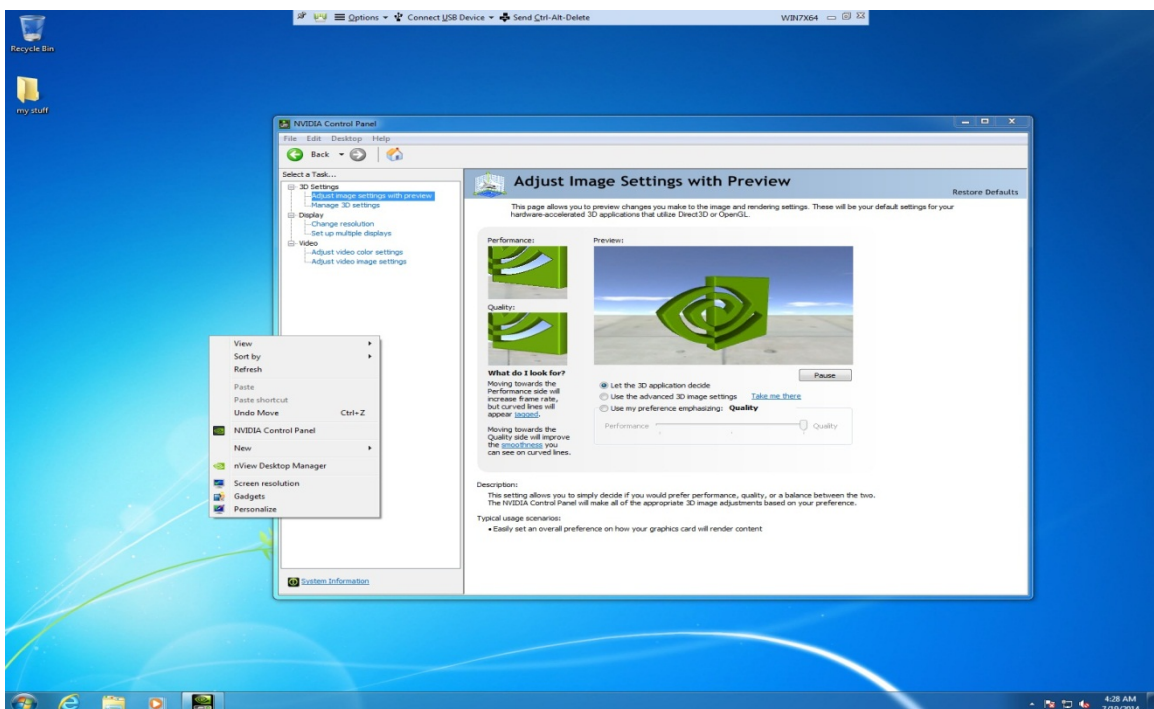 Options Connect USB Device Send Ctrl-Alt-Delete WIN7X64
Recycle Bin
my stuff
NVIDIA Control Panel
File Edit Desktop Help
Back
Select a Task...
3D Settings
Adjust image settings with preview
Manage 3D settings
Display
Change resolution
Set up multiple displays
Video
Adjust video color settings
Adjust video image settings
System Information
Adjust Image Settings with Preview
Restore Defaults
This page allows you to preview changes you make to the image and rendering settings. These will be your default settings for your
hardware-accelerated 3D applications that utilize Direct3D or OpenGL.
Performance:
Quality:
What do I look for?
Moving towards the
Performance side will
increase frame rate,
but curved lines will
appear jagged.
Moving towards the
Quality side will improve
the smoothness you
can see on curved lines.
Preview:
Pause
Let the 3D application decide
Use the advanced 3D image settings Take me there
Use my preference emphasizing: Quality
Performance Quality
Description:
This setting allows you to simply decide if you would prefer performance, quality, or a balance between the two.
The NVIDIA Control Panel will make all of the appropriate 3D image adjustments based on your preference.
Typical usage scenarios:
• Easily set an overall preference on how your graphics card will render content
View
Sort by
Refresh
Paste
Paste shortcut
Undo Move Ctrl+Z
NVIDIA Control Panel
New
nView Desktop Manager
Screen resolution
Gadgets
Personalize
4:28 AM
7/19/2014